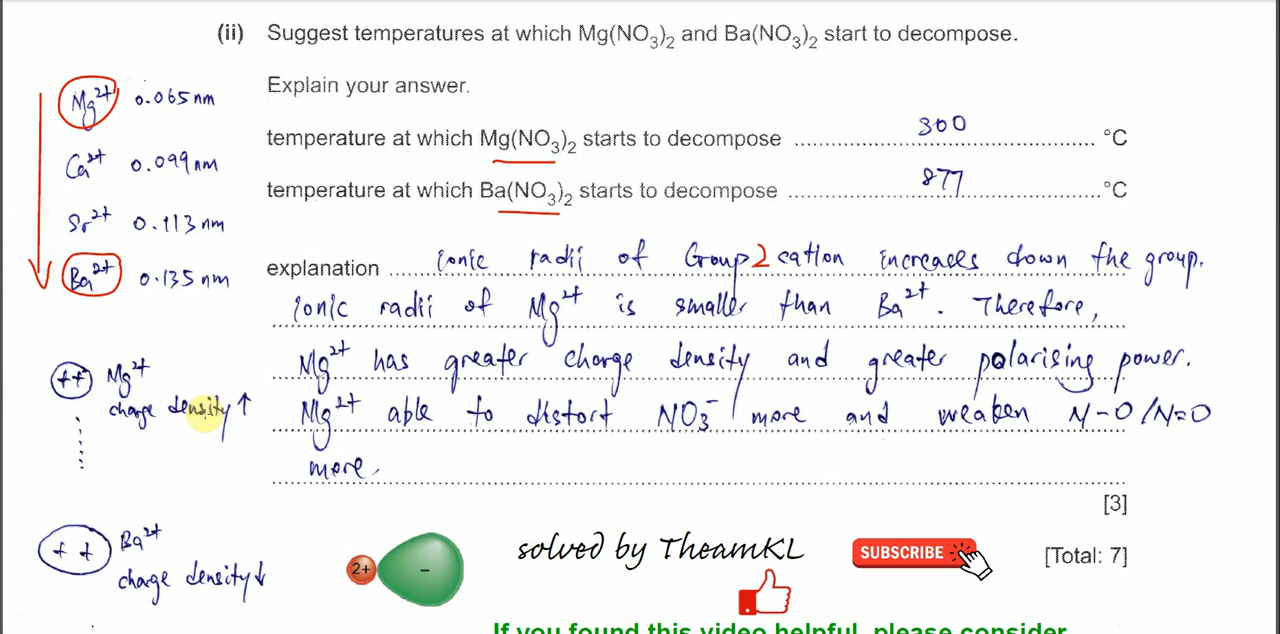 (ii) Suggest temperatures at which Mg(NO₃)₂ and Ba(NO₃)₂ start to decompose.
Explain your answer.
Mg²⁺ 0.065 nm
temperature at which Mg(NO₃)₂ starts to decompose 300 °C
Ca²⁺ 0.099 nm
temperature at which Ba(NO₃)₂ starts to decompose 877 °C
Sr²⁺ 0.113 nm
Ba²⁺ 0.135 nm
explanation ionic radii of Group 2 cation increases down the group.
ionic radii of Mg²⁺ is smaller than Ba²⁺. Therefore,
Mg²⁺ has greater charge density and greater polarising power.
Mg²⁺ able to distort NO₃⁻ more and weaken N-O/N=O
more.
++ Mg²⁺
charge density ↑
[3]
++ Ba²⁺
charge density ↓
2+ -
solved by TheamKL
SUBSCRIBE
[Total: 7]
If you found this video helpful, please consider